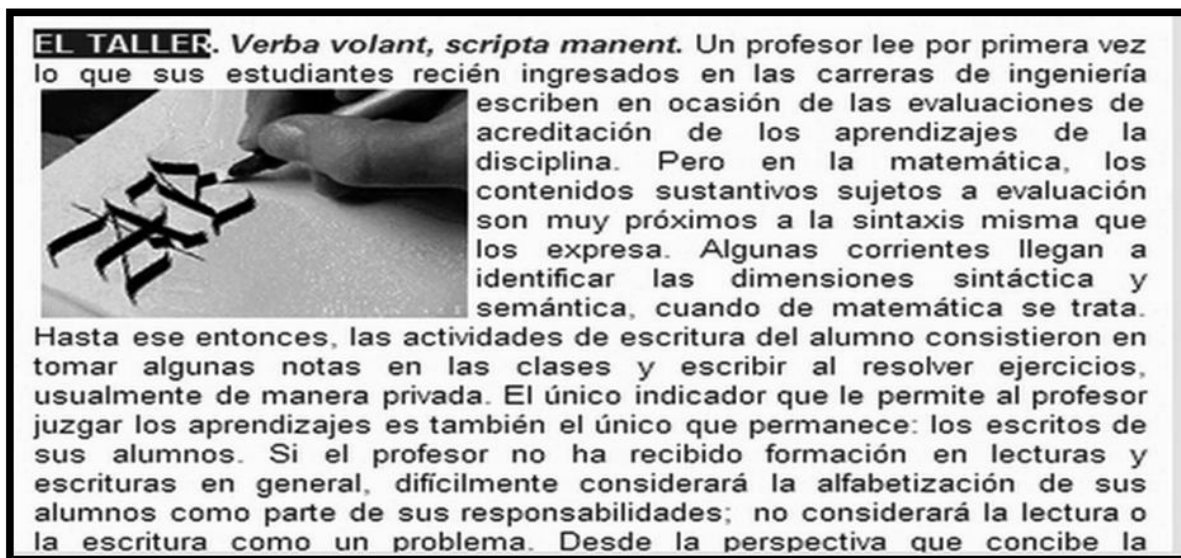 EL TALLER. Verba volant, scripta manent. Un profesor lee por primera vez
lo que sus estudiantes recién ingresados en las carreras de ingeniería
escriben en ocasión de las evaluaciones de
acreditación de los aprendizajes de la
disciplina. Pero en la matemática, los
contenidos sustantivos sujetos a evaluación
son muy próximos a la sintaxis misma que
los expresa. Algunas corrientes llegan a
identificar las dimensiones sintáctica y
semántica, cuando de matemática se trata.
Hasta ese entonces, las actividades de escritura del alumno consistieron en
tomar algunas notas en las clases y escribir al resolver ejercicios,
usualmente de manera privada. El único indicador que le permite al profesor
juzgar los aprendizajes es también el único que permanece: los escritos de
sus alumnos. Si el profesor no ha recibido formación en lecturas y
escrituras en general, difícilmente considerará la alfabetización de sus
alumnos como parte de sus responsabilidades; no considerará la lectura o
la escritura como un problema. Desde la perspectiva que concibe la